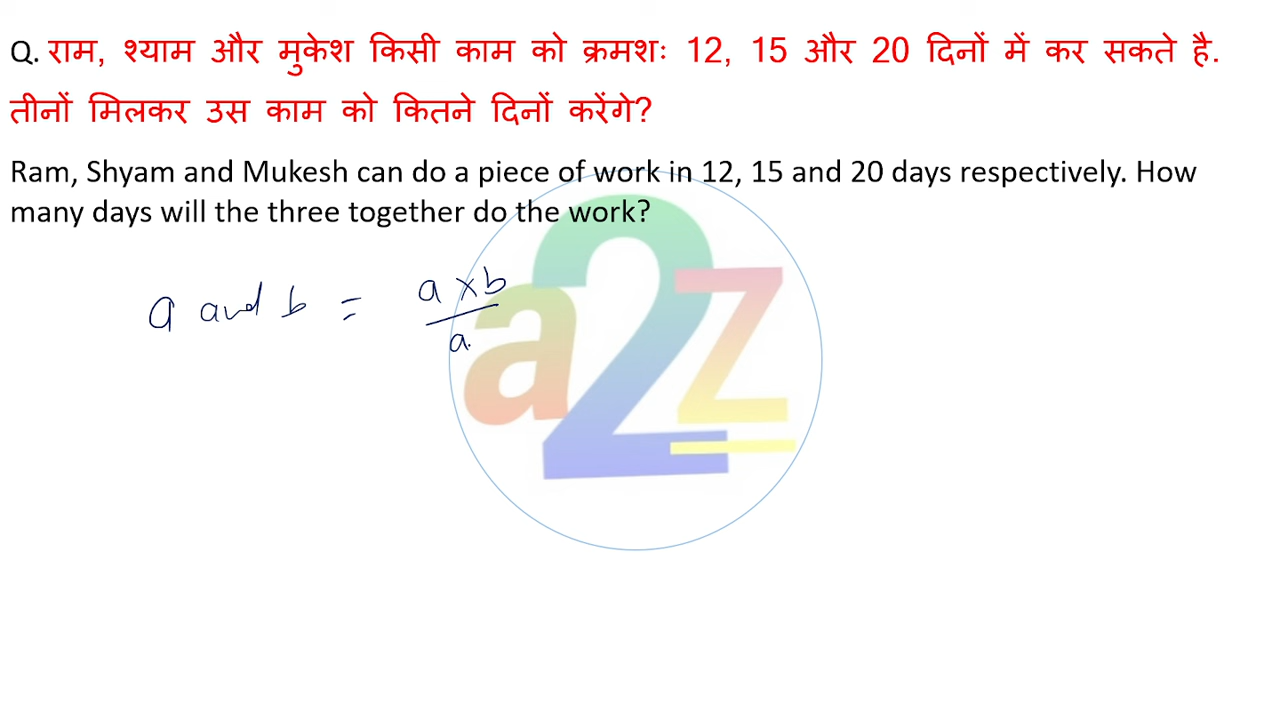 Q. राम, श्याम और मुकेश किसी काम को क्रमशः 12, 15 और 20 दिनों में कर सकते है.
तीनों मिलकर उस काम को कितने दिनों करेंगे?
Ram, Shyam and Mukesh can do a piece of work in 12, 15 and 20 days respectively. How
many days will the three together do the work?
a and b = a × b
a.
a2z